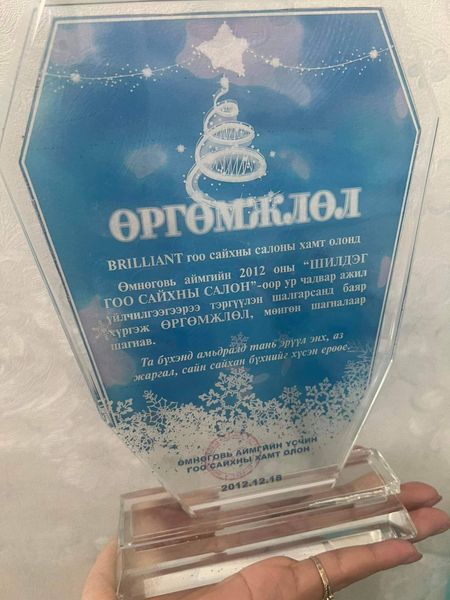 ӨРГӨМЖЛӨЛ
BRILLIANT гоо сайхны салоны хамт олонд
Өмнөговь аймгийн 2012 оны “ШИЛДЭГ
ГОО САЙХНЫ САЛОН”-оор ур чадвар ажил
үйлчилгээгээрээ тэргүүлэн шалгарсанд баяр
хүргэж ӨРГӨМЖЛӨЛ, мөнгөн шагналаар
шагнав.
Та бүхэнд амьдралд тань эрүүл энх, аз
жаргал, сайн сайхан бүхнийг хүсэн ерөөе...
ӨМНӨГОВЬ АЙМГИЙН ҮСЧИН
ГОО САЙХНЫ ХАМТ ОЛОН
2012.12.18